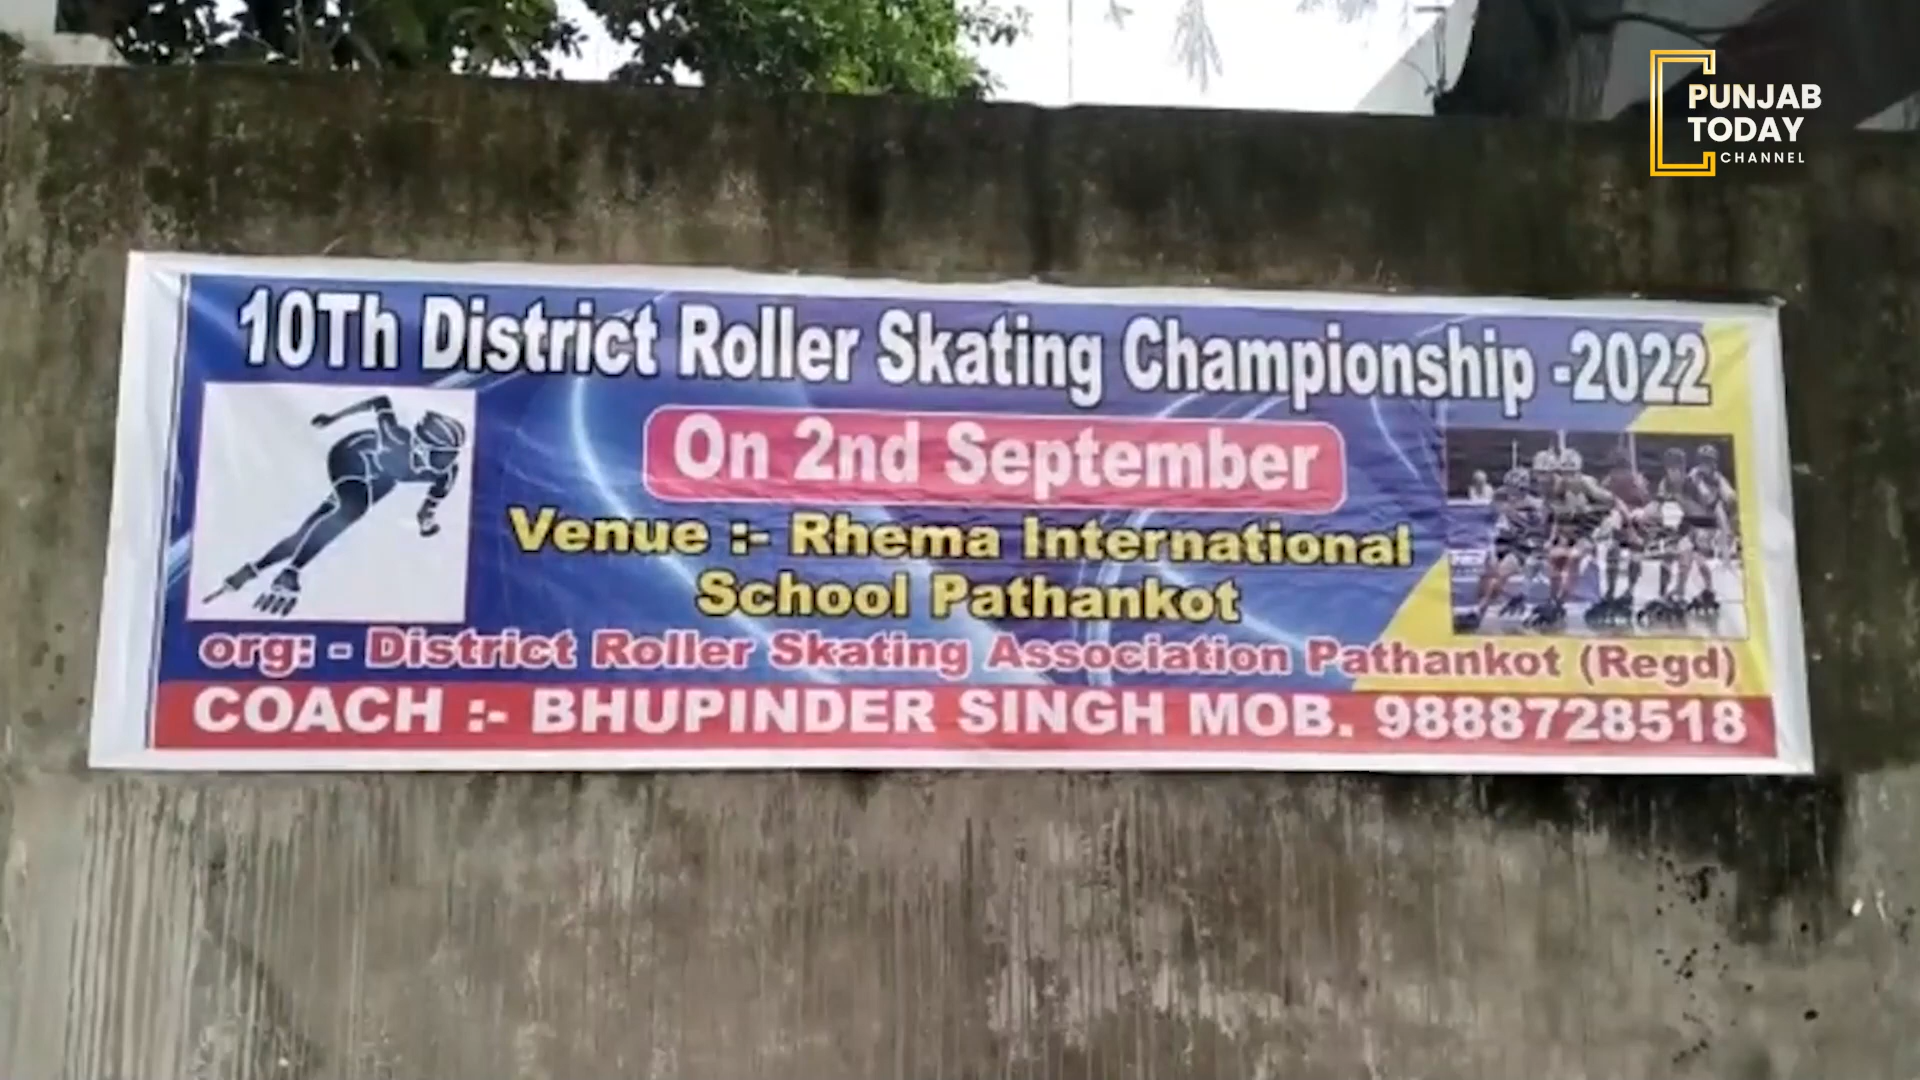 PUNJAB
TODAY
CHANNEL
10Th District Roller Skating Championship -2022
On 2nd September
Venue :- Rhema International
School Pathankot
org: - District Roller Skating Association Pathankot (Regd)
COACH :- BHUPINDER SINGH MOB. 9888728518